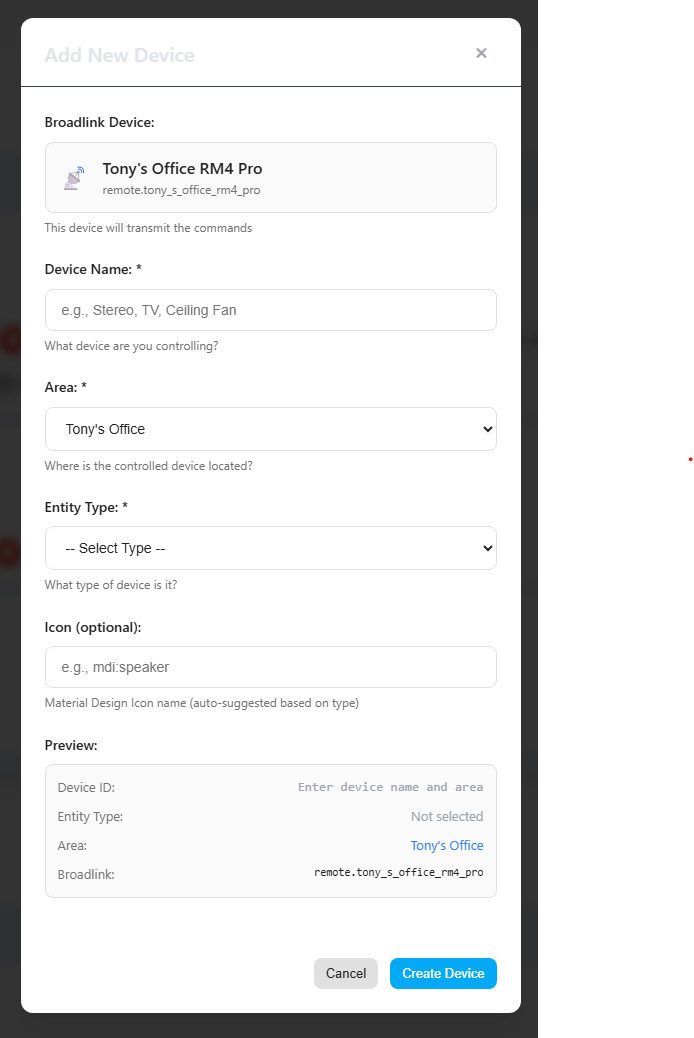 Add New Device
×
Broadlink Device:
Tony's Office RM4 Pro
remote.tony_s_office_rm4_pro
This device will transmit the commands
Device Name: *
e.g., Stereo, TV, Ceiling Fan
What device are you controlling?
Area: *
Tony's Office
Where is the controlled device located?
Entity Type: *
-- Select Type --
What type of device is it?
Icon (optional):
e.g., mdi:speaker
Material Design Icon name (auto-suggested based on type)
Preview:
Device ID: Enter device name and area
Entity Type: Not selected
Area: Tony's Office
Broadlink: remote.tony_s_office_rm4_pro
Cancel Create Device